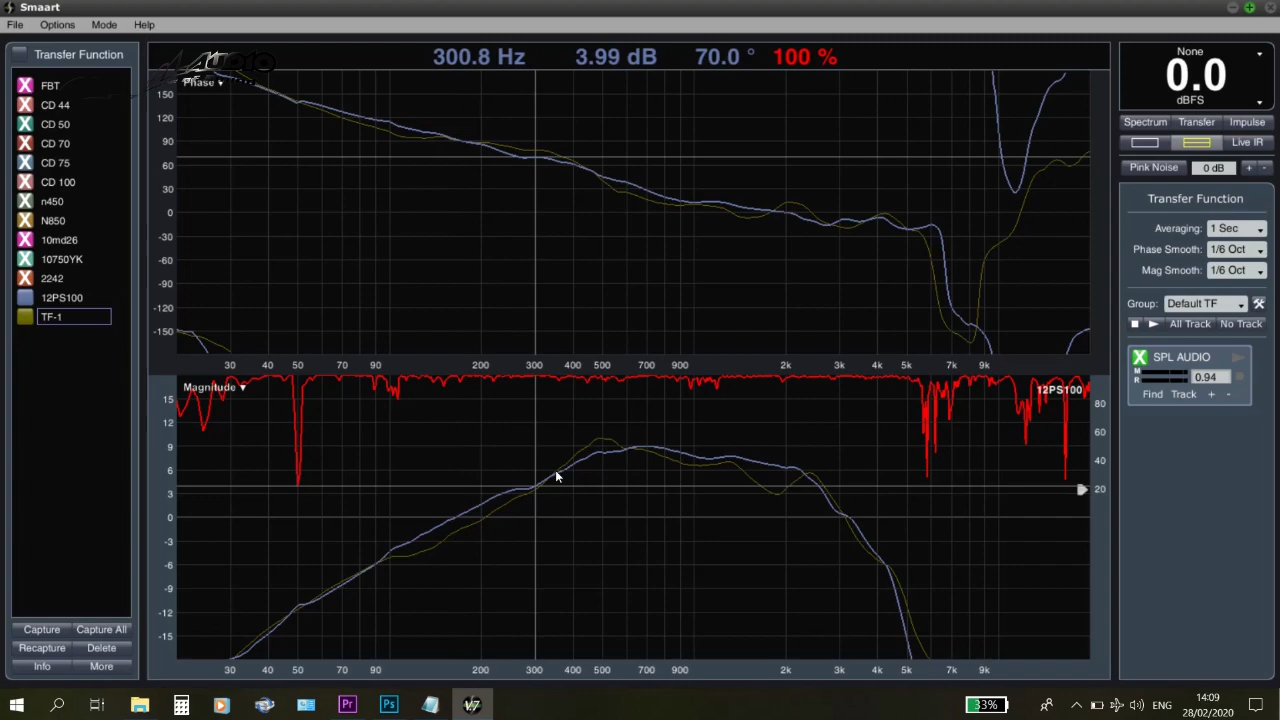 Smaart
File Options Mode Help
Transfer Function
FBT
CD 44
CD 50
CD 70
CD 75
CD 100
n450
N850
10md26
10750YK
2242
12PS100
TF-1
Capture Capture All
Recapture Delete
Info More
300.8 Hz 3.99 dB 70.0 ° 100 %
Phase
150
120
90
60
30
0
-30
-60
-90
-120
-150
30 40 50 70 90 200 300 400 500 700 900 2k 3k 4k 5k 7k 9k
Magnitude
12PS100
15
12
9
6
3
0
-3
-6
-9
-12
-15
80
60
40
20
30 40 50 70 90 200 300 400 500 700 900 2k 3k 4k 5k 7k 9k
None
0.0
dBFS
Spectrum Transfer Impulse
Live IR
Pink Noise 0 dB + -
Transfer Function
Averaging: 1 Sec
Phase Smooth: 1/6 Oct
Mag Smooth: 1/6 Oct
Group: Default TF
All Track No Track
SPL AUDIO
M
R
0.94
Find Track + -
Pr Ps V7
33%
ENG
14:09
28/02/2020